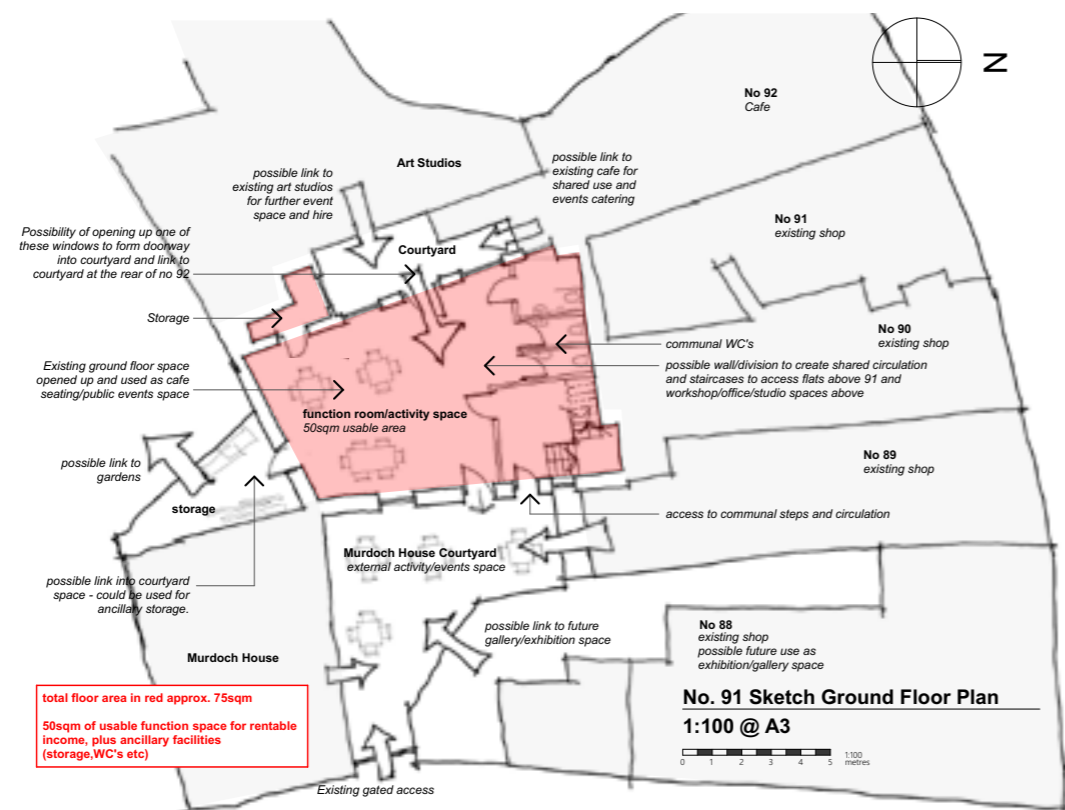 N
No 92
Cafe
Art Studios
possible link to
existing art studios
for further event
space and hire
possible link to
existing cafe for
shared use and
events catering
No 91
existing shop
Possibility of opening up one of
these windows to form doorway
into courtyard and link to
courtyard at the rear of no 92
Courtyard
Storage
No 90
existing shop
communal WC's
Existing ground floor space
opened up and used as cafe
seating/public events space
possible wall/division to create shared circulation
and staircases to access flats above 91 and
workshop/office/studio spaces above
function room/activity space
50sqm usable area
No 89
existing shop
possible link to
gardens
storage
access to communal steps and circulation
Murdoch House Courtyard
external activity/events space
possible link into courtyard
space - could be used for
ancillary storage.
possible link to future
gallery/exhibition space
No 88
existing shop
possible future use as
exhibition/gallery space
Murdoch House
total floor area in red approx. 75sqm
50sqm of usable function space for rentable
income, plus ancillary facilities
(storage,WC's etc)
No. 91 Sketch Ground Floor Plan
1:100 @ A3
0 1 2 3 4 5
1:100
metres
Existing gated access